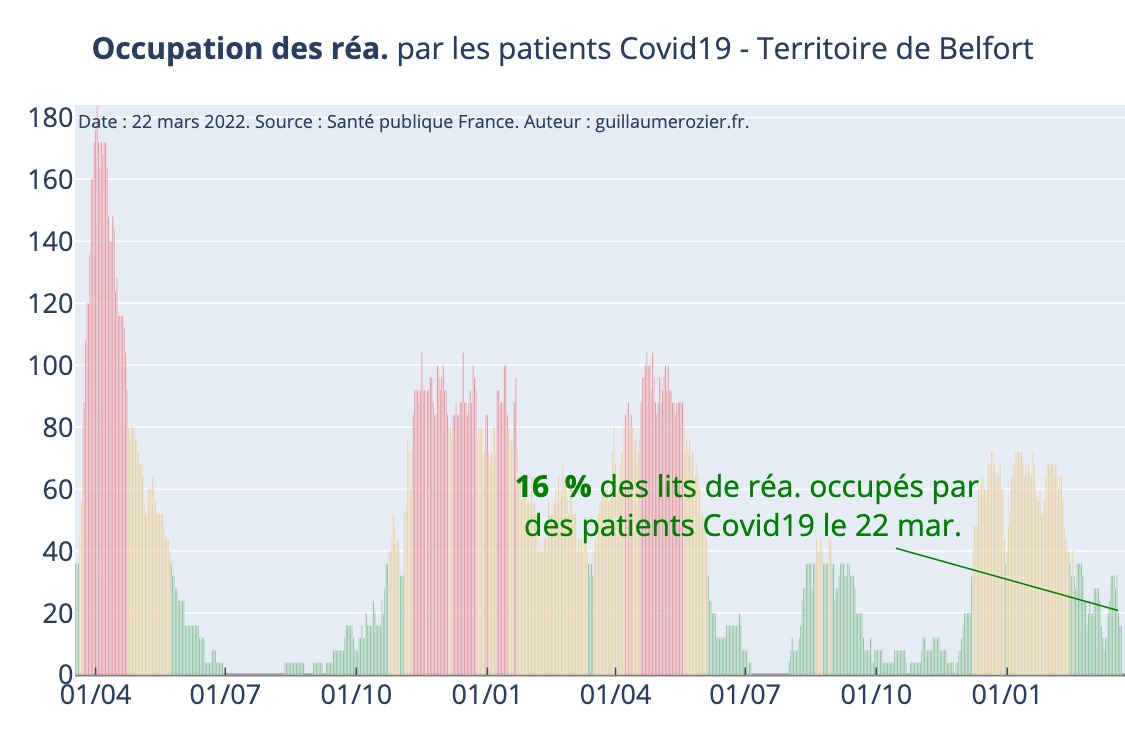 Occupation des réa. par les patients Covid19 - Territoire de Belfort
180
Date : 22 mars 2022. Source : Santé publique France. Auteur : guillaumerozier.fr.
160
140
120
100
80
60
16 % des lits de réa. occupés par
des patients Covid19 le 22 mar.
40
20
0
01/04 01/07 01/10 01/01 01/04 01/07 01/10 01/01